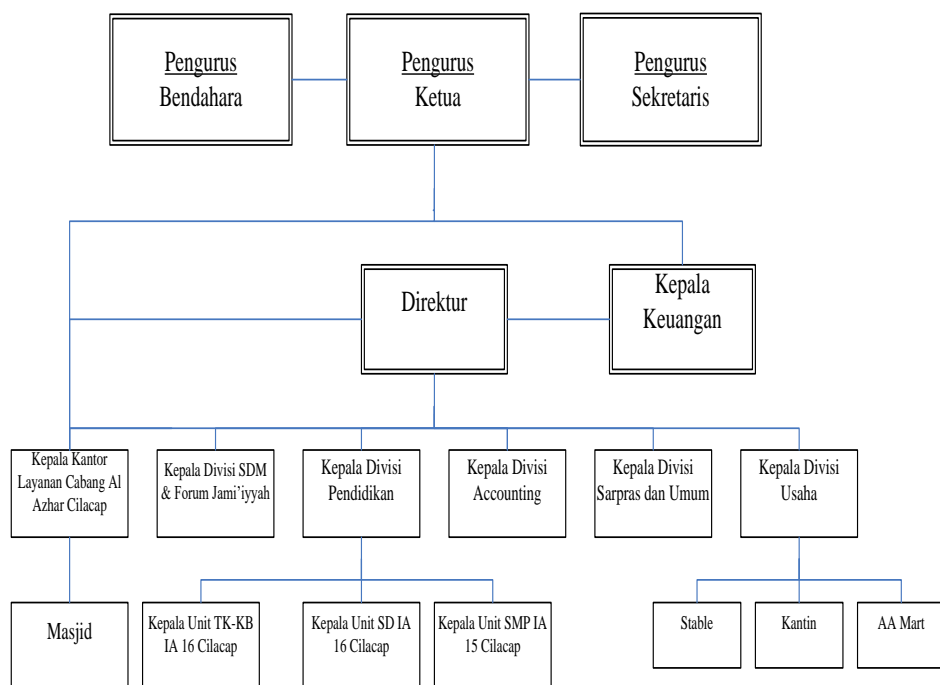 Pengurus
Bendahara
Pengurus
Ketua
Pengurus
Sekretaris
Direktur
Kepala
Keuangan
Kepala Kantor
Layanan Cabang Al
Azhar Cilacap
Kepala Divisi SDM
& Forum Jami’iyyah
Kepala Divisi
Pendidikan
Kepala Divisi
Accounting
Kepala Divisi
Sarpras dan Umum
Kepala Divisi
Usaha
Masjid
Kepala Unit TK-KB
IA 16 Cilacap
Kepala Unit SD IA
16 Cilacap
Kepala Unit SMP IA
15 Cilacap
Stable
Kantin
AA Mart